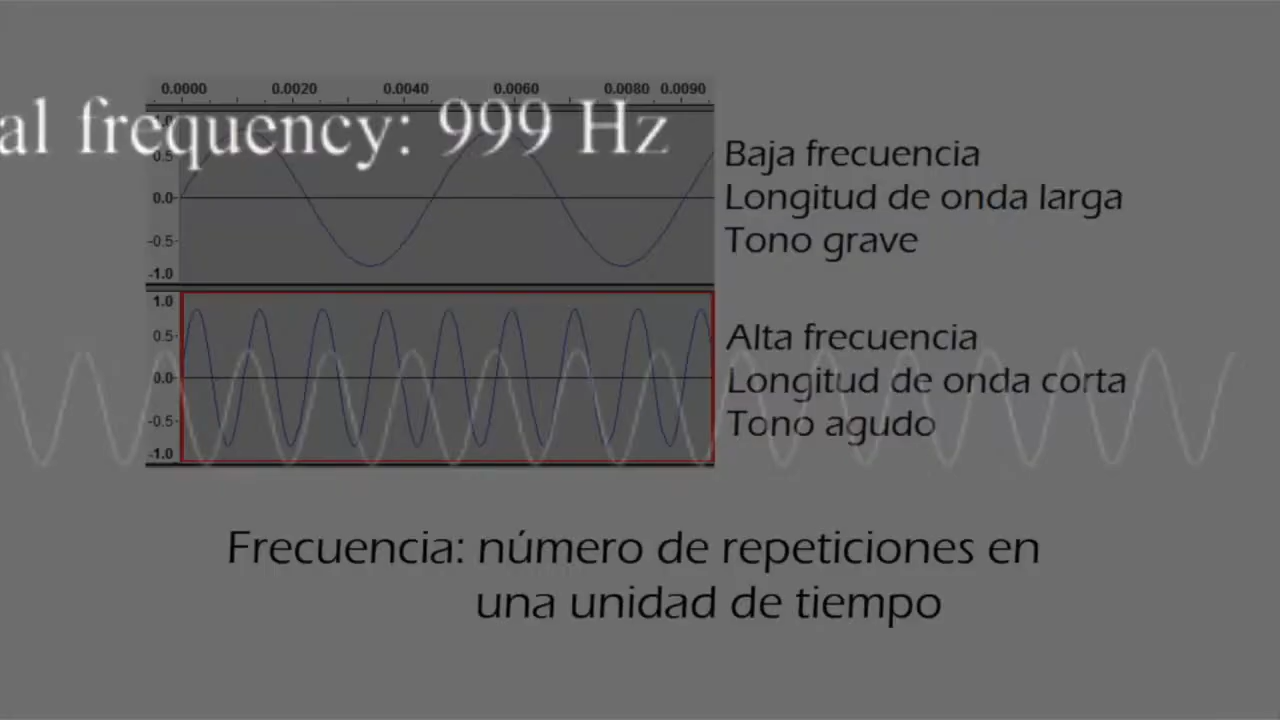 0.0000 0.0020 0.0040 0.0060 0.0080 0.0090
al frequency: 999 Hz
0.5
0.0
-0.5
-1.0
Baja frecuencia
Longitud de onda larga
Tono grave
1.0
0.5
0.0
-0.5
-1.0
Alta frecuencia
Longitud de onda corta
Tono agudo
Frecuencia: número de repeticiones en
una unidad de tiempo